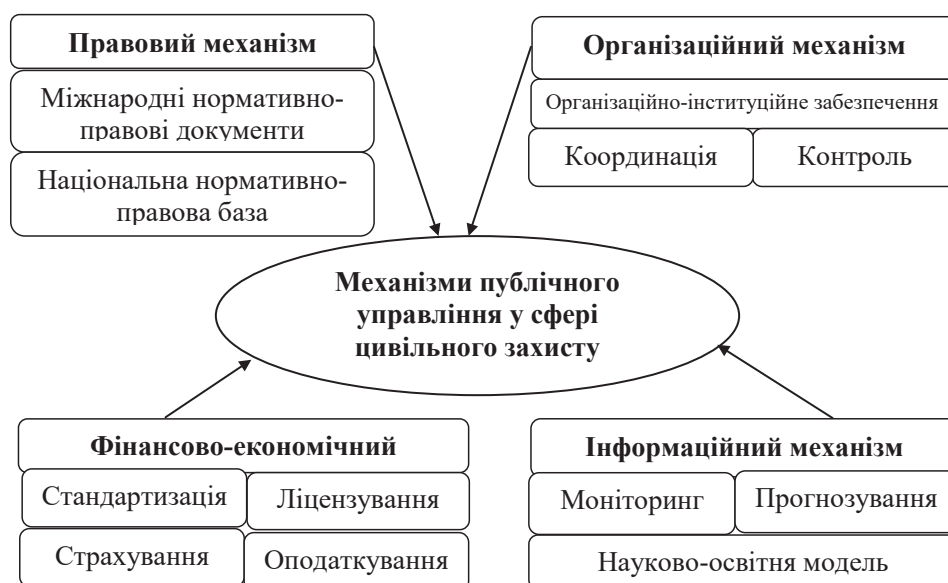 Правовий механізм
Міжнародні нормативно-
правові документи
Національна нормативно-
правова база
Організаційний механізм
Організаційно-інституційне забезпечення
Координація
Контроль
Механізми публічного
управління у сфері
цивільного захисту
Фінансово-економічний
Стандартизація
Ліцензування
Страхування
Оподаткування
Інформаційний механізм
Моніторинг
Прогнозування
Науково-освітня модель